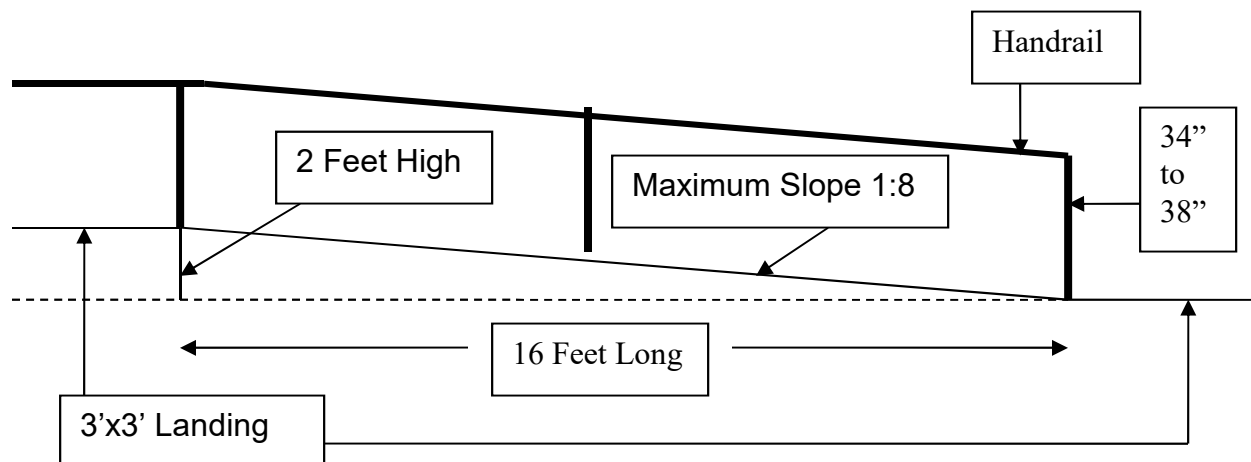 Handrail
2 Feet High
Maximum Slope 1:8
34”
to
38”
16 Feet Long
3’x3’ Landing